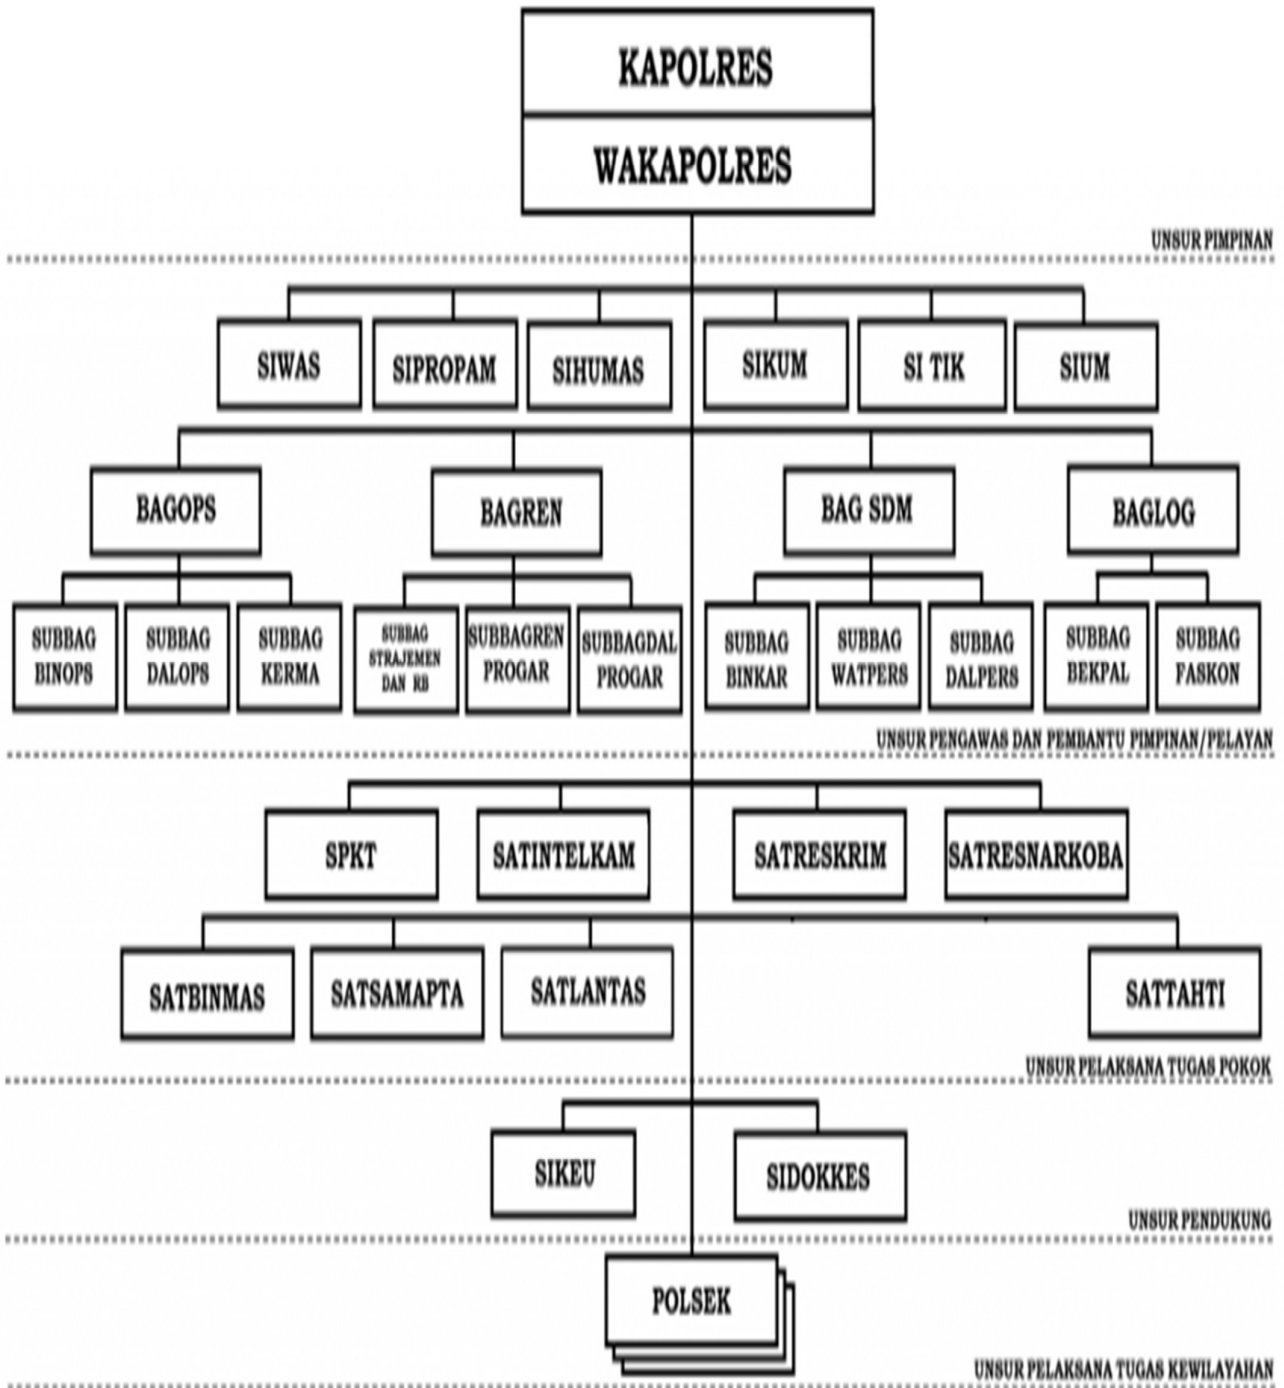 KAPOLRES
WAKAPOLRES
UNSUR PIMPINAN
SIWAS
SIPROPAM
SIHUMAS
SIKUM
SI TIK
SIUM
BAGOPS
BAGREN
BAG SDM
BAGLOG
SUBBAG
BINOPS
SUBBAG
DALOPS
SUBBAG
KERMA
SUBBAG
STRAJEMEN
DAN RB
SUBBAGREN
PROGAR
SUBBAGDAL
PROGAR
SUBBAG
BINKAR
SUBBAG
WATPERS
SUBBAG
DALPERS
SUBBAG
BEKPAL
SUBBAG
FASKON
UNSUR PENGAWAS DAN PEMBANTU PIMPINAN/PELAYAN
SPKT
SATINTELKAM
SATRESKRIM
SATRESNARKOBA
SATBINMAS
SATSAMAPTA
SATLANTAS
SATTAHTI
UNSUR PELAKSANA TUGAS POKOK
SIKEU
SIDOKKES
UNSUR PENDUKUNG
POLSEK
UNSUR PELAKSANA TUGAS KEWILAYAHAN